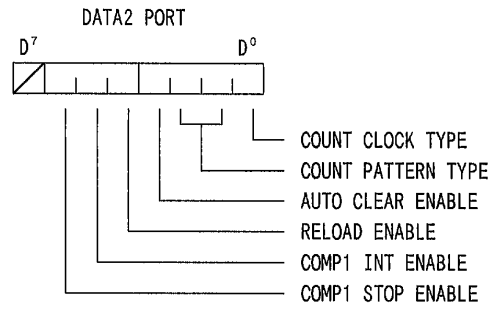 DATA2 PORT
D⁷ D⁰
COUNT CLOCK TYPE
COUNT PATTERN TYPE
AUTO CLEAR ENABLE
RELOAD ENABLE
COMP1 INT ENABLE
COMP1 STOP ENABLE